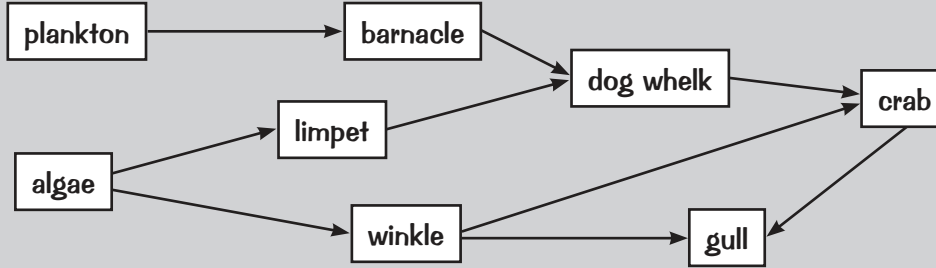 plankton
barnacle
dog whelk
crab
limpet
algae
winkle
gull